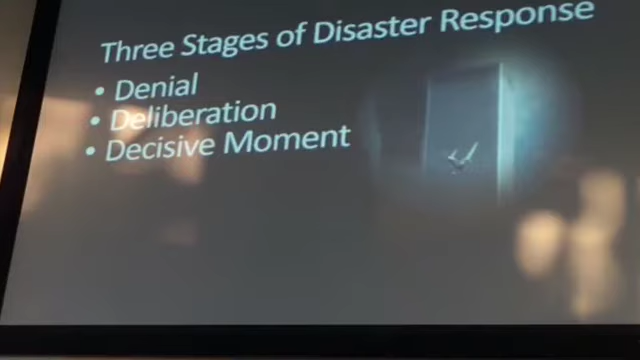 Three Stages of Disaster Response
• Denial
• Deliberation
• Decisive Moment